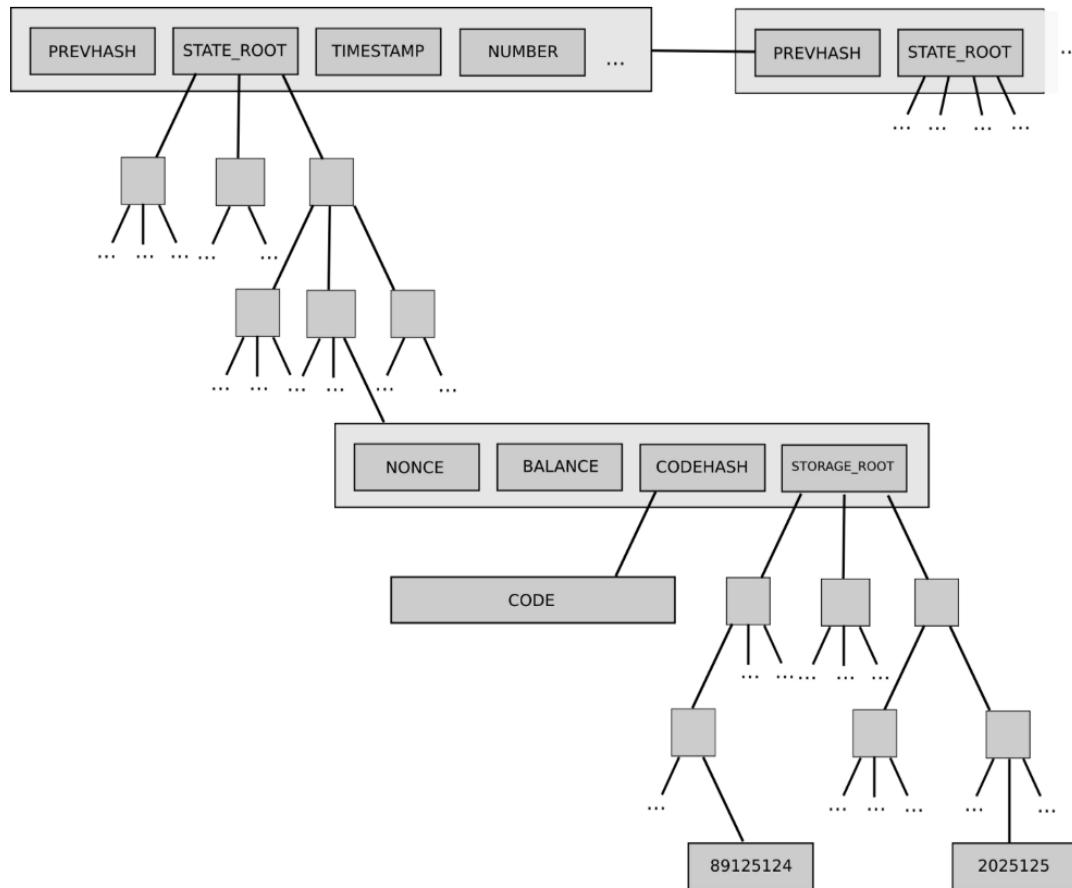 PREVHASH STATE_ROOT TIMESTAMP NUMBER ... PREVHASH STATE_ROOT ...
... ... ... ...
... ... ... ... ...
... ... ... ... ... ... ...
NONCE BALANCE CODEHASH STORAGE_ROOT
CODE
... ... ... ... ...
... ... ... ... ... ...
89125124 2025125